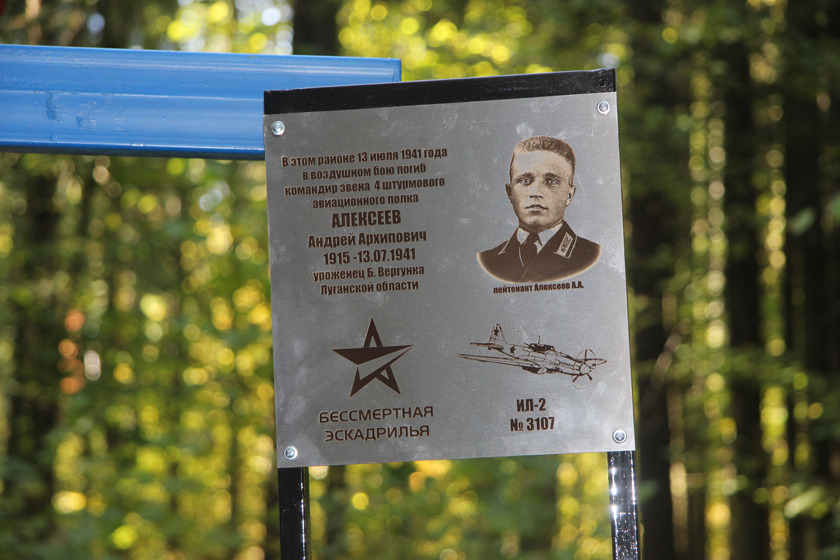 В этом районе 13 июля 1941 года
в воздушном бою погиб
командир звена 4 штурмового
авиационного полка
АЛЕКСЕЕВ
Андрей Архипович
1915 -13.07.1941
уроженец Б. Вергунка
Луганской области
лейтенант Алексеев А.А.
БЕССМЕРТНАЯ
ЭСКАДРИЛЬЯ
ИЛ-2
№ 3107